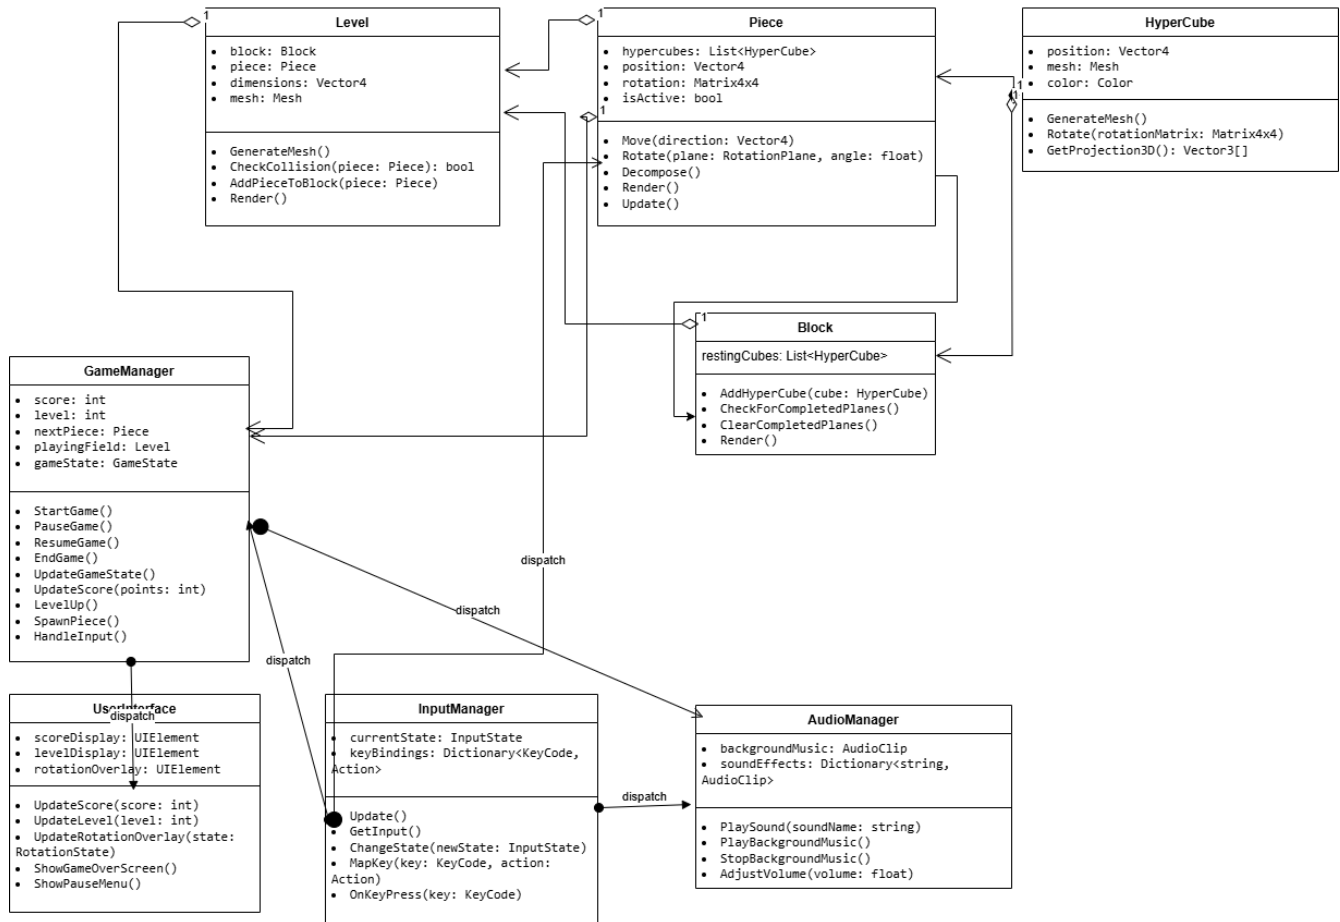 Level
block: Block
piece: Piece
dimensions: Vector4
mesh: Mesh
GenerateMesh()
CheckCollision(piece: Piece): bool
AddPieceToBlock(piece: Piece)
Render()
1
Piece
hypercubes: List<HyperCube>
position: Vector4
rotation: Matrix4x4
isActive: bool
Move(direction: Vector4)
Rotate(plane: RotationPlane, angle: float)
Decompose()
Render()
Update()
1
1
HyperCube
position: Vector4
mesh: Mesh
color: Color
GenerateMesh()
Rotate(rotationMatrix: Matrix4x4)
GetProjection3D(): Vector3[]
1
1
Block
restingCubes: List<HyperCube>
AddHyperCube(cube: HyperCube)
CheckForCompletedPlanes()
ClearCompletedPlanes()
Render()
1
GameManager
score: int
level: int
nextPiece: Piece
playingField: Level
gameState: GameState
StartGame()
PauseGame()
ResumeGame()
EndGame()
UpdateGameState()
UpdateScore(points: int)
LevelUp()
SpawnPiece()
HandleInput()
dispatch
dispatch
dispatch
UserInterface
dispatch
scoreDisplay: UIElement
levelDisplay: UIElement
rotationOverlay: UIElement
UpdateScore(score: int)
UpdateLevel(level: int)
UpdateRotationOverlay(state:
RotationState)
ShowGameOverScreen()
ShowPauseMenu()
InputManager
currentState: InputState
keyBindings: Dictionary<KeyCode,
Action>
Update()
GetInput()
ChangeState(newState: InputState)
MapKey(key: KeyCode, action:
Action)
OnKeyPress(key: KeyCode)
dispatch
AudioManager
backgroundMusic: AudioClip
soundEffects: Dictionary<string,
AudioClip>
PlaySound(soundName: string)
PlayBackgroundMusic()
StopBackgroundMusic()
AdjustVolume(volume: float)